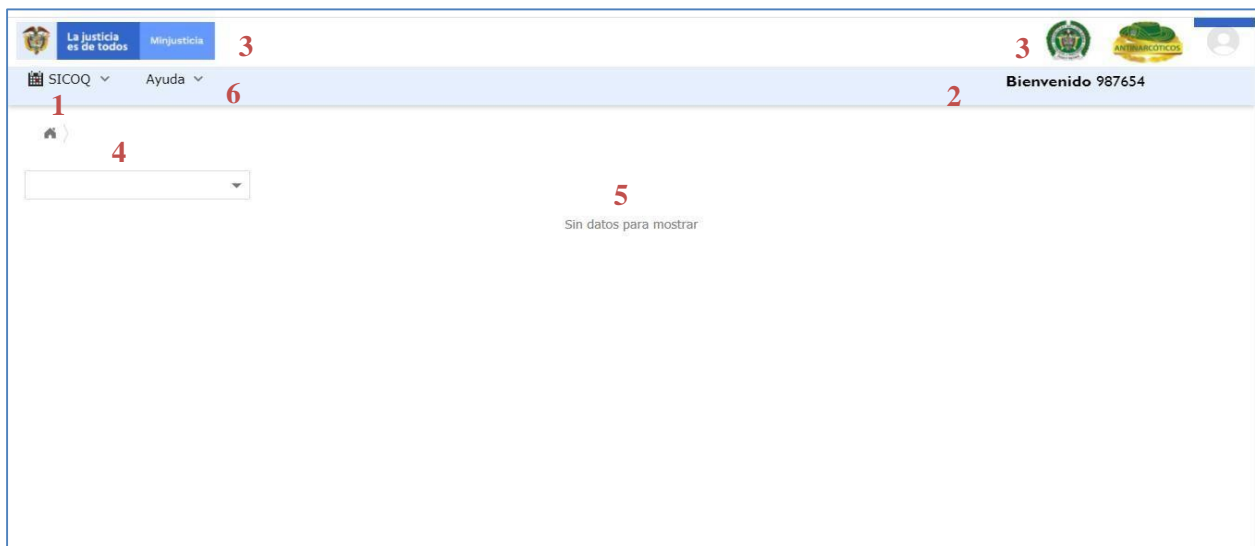 La justicia
es de todos
Minjusticia
3
3
ANTINARCÓTICOS
SICOQ
Ayuda
6
2
Bienvenido 987654
1
4
5
Sin datos para mostrar